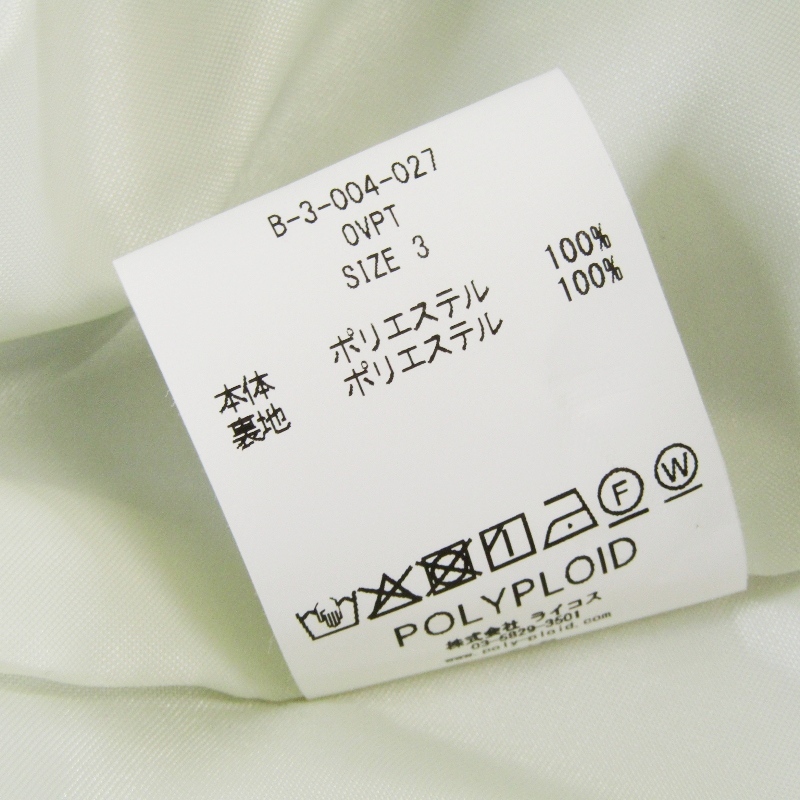 B-3-004-027
OVPT
SIZE 3
本体 ポリエステル 100%
裏地 ポリエステル 100%
F W
POLYPLOID
株式会社 ライコス
03-5829-3501
www.poly-ploid.com